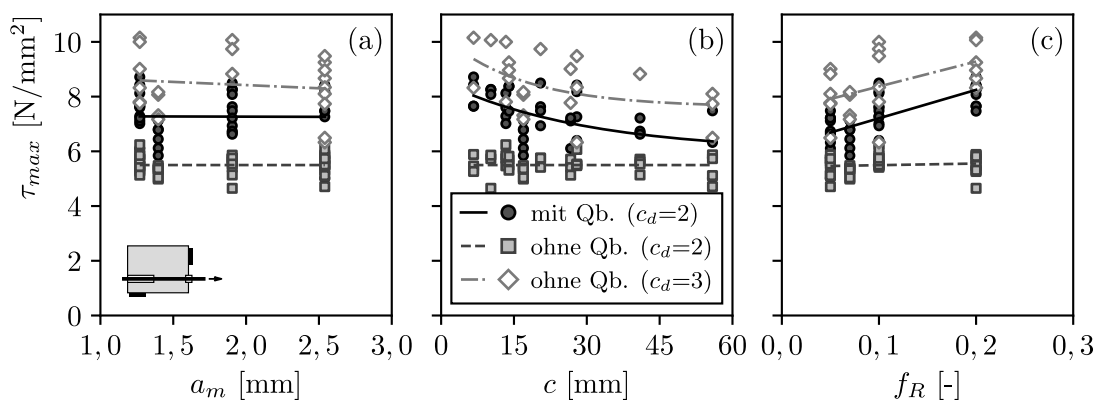 τmax [N/mm²]
10
8
6
4
2
0
(a)
1,0 1,5 2,0 2,5 3,0
am [mm]
(b)
mit Qb. (cd=2)
ohne Qb. (cd=2)
ohne Qb. (cd=3)
0 15 30 45 60
c [mm]
(c)
0,0 0,1 0,2 0,3
fR [-]